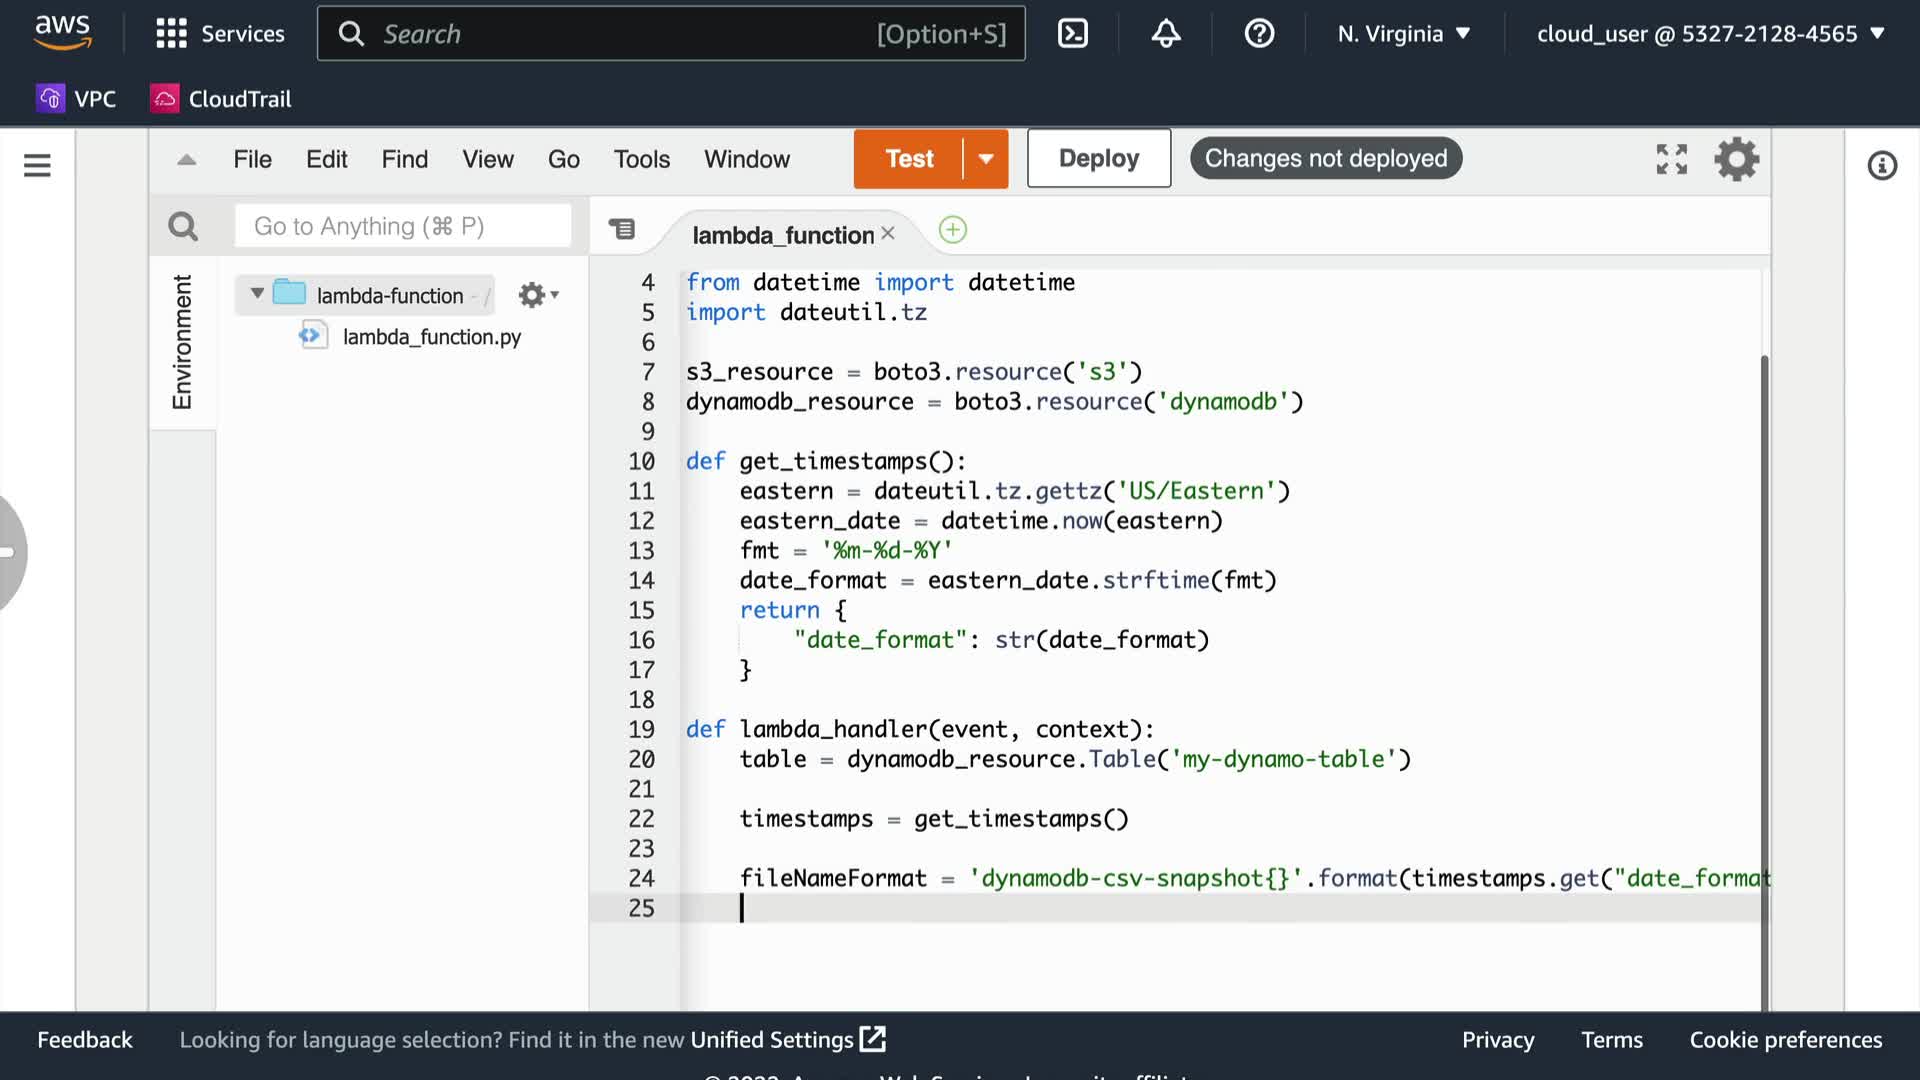 aws
Services
Search
[Option+S]
N. Virginia
cloud_user @ 5327-2128-4565
VPC
CloudTrail
File
Edit
Find
View
Go
Tools
Window
Test
Deploy
Changes not deployed
Go to Anything (⌘ P)
lambda_function
Environment
lambda-function - /
lambda_function.py
4 from datetime import datetime
5 import dateutil.tz
6
7 s3_resource = boto3.resource('s3')
8 dynamodb_resource = boto3.resource('dynamodb')
9
10 def get_timestamps():
11     eastern = dateutil.tz.gettz('US/Eastern')
12     eastern_date = datetime.now(eastern)
13     fmt = '%m-%d-%Y'
14     date_format = eastern_date.strftime(fmt)
15     return {
16         "date_format": str(date_format)
17     }
18
19 def lambda_handler(event, context):
20     table = dynamodb_resource.Table('my-dynamo-table')
21
22     timestamps = get_timestamps()
23
24     fileNameFormat = 'dynamodb-csv-snapshot{}'.format(timestamps.get("date_format
25
Feedback
Looking for language selection? Find it in the new Unified Settings
Privacy
Terms
Cookie preferences